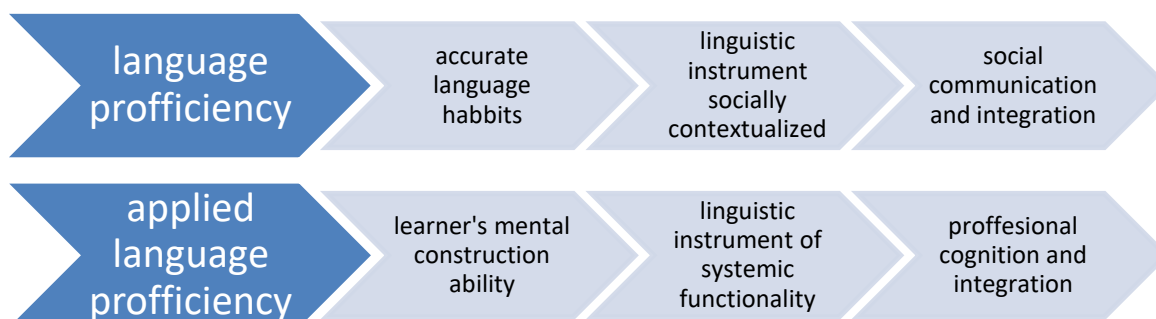 language
profficiency
accurate
language
habbits
linguistic
instrument
socially
contextualized
social
communication
and integration
applied
language
profficiency
learner's mental
construction
ability
linguistic
instrument of
systemic
functionality
proffesional
cognition and
integration